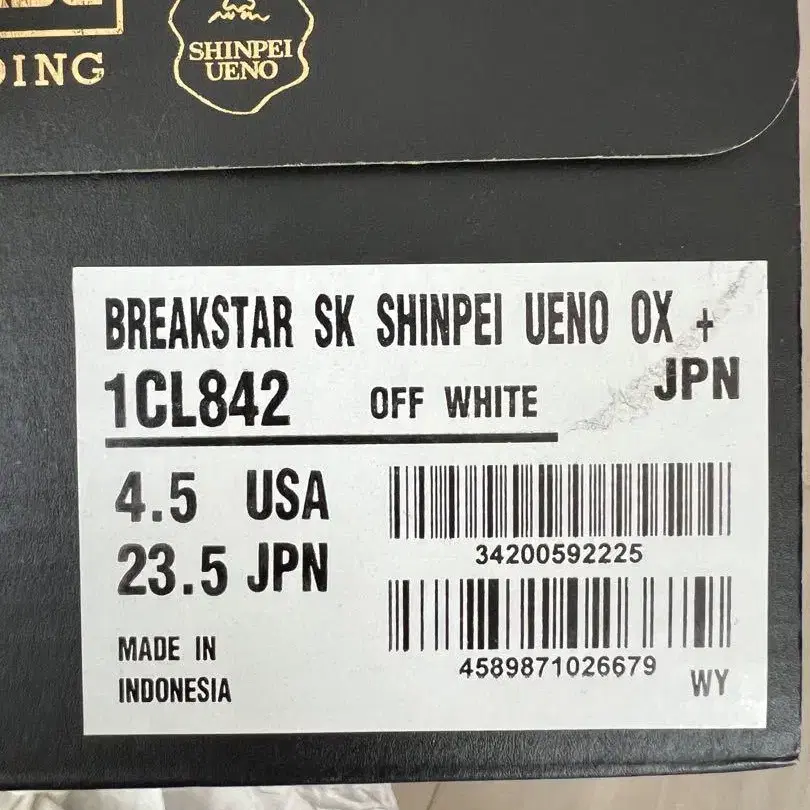 SHINPEI
UENO
BREAKSTAR SK SHINPEI UENO OX +
1CL842 OFF WHITE JPN
4.5 USA
23.5 JPN
34200592225
4589871026679
MADE IN
INDONESIA
WY